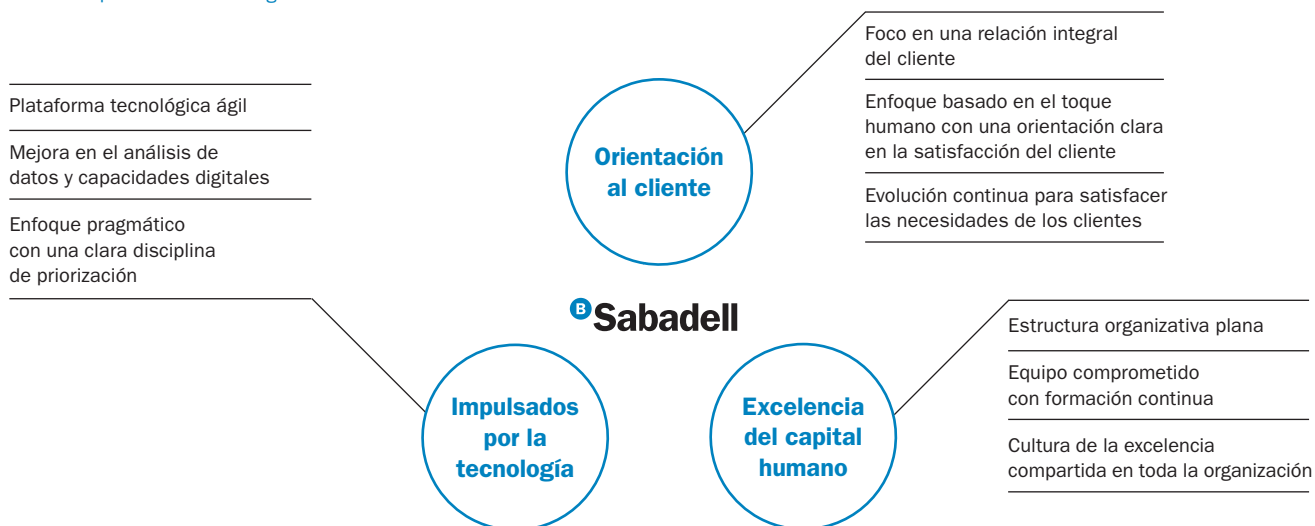 Foco en una relación integral
del cliente
Enfoque basado en el toque
humano con una orientación clara
en la satisfacción del cliente
Evolución continua para satisfacer
las necesidades de los clientes
Orientación
al cliente
Plataforma tecnológica ágil
Mejora en el análisis de
datos y capacidades digitales
Enfoque pragmático
con una clara disciplina
de priorización
B Sabadell
Impulsados
por la
tecnología
Excelencia
del capital
humano
Estructura organizativa plana
Equipo comprometido
con formación continua
Cultura de la excelencia
compartida en toda la organización